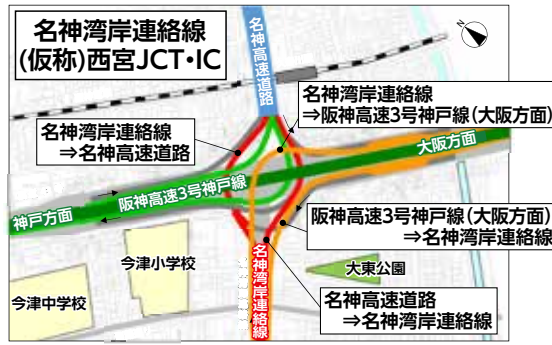 名神湾岸連絡線
(仮称)西宮JCT・IC
名神高速道路
N
名神湾岸連絡線
⇒阪神高速3号神戸線(大阪方面)
名神湾岸連絡線
⇒名神高速道路
大阪方面
阪神高速3号神戸線
神戸方面
阪神高速3号神戸線(大阪方面)
⇒名神湾岸連絡線
今津小学校
名神湾岸連絡線
大東公園
今津中学校
名神高速道路
⇒名神湾岸連絡線